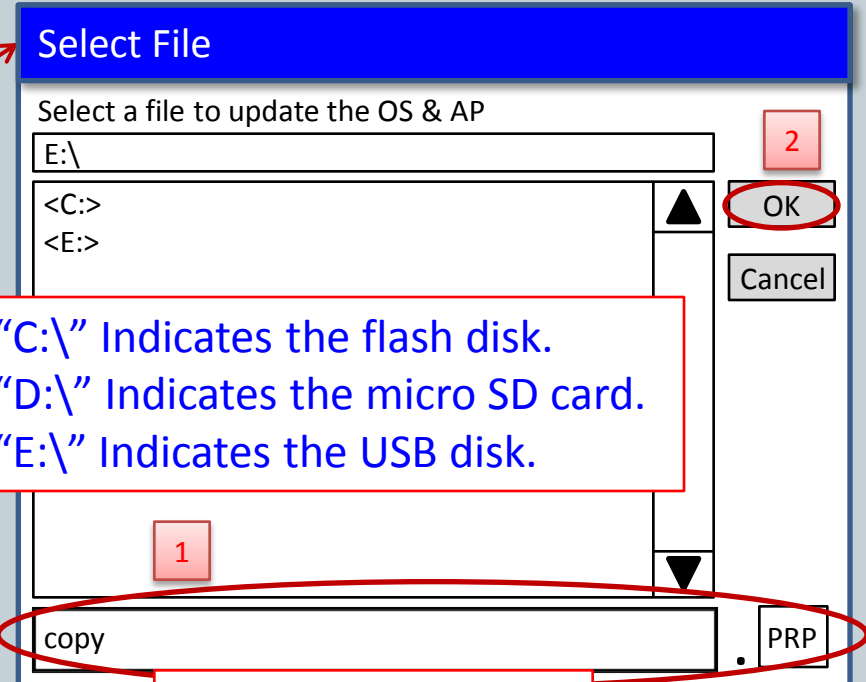 Select File
Select a file to update the OS & AP
E:\
2
<C:>
OK
<E:>
Cancel
“C:\” Indicates the flash disk.
“D:\” Indicates the micro SD card.
“E:\” Indicates the USB disk.
1
copy . PRP